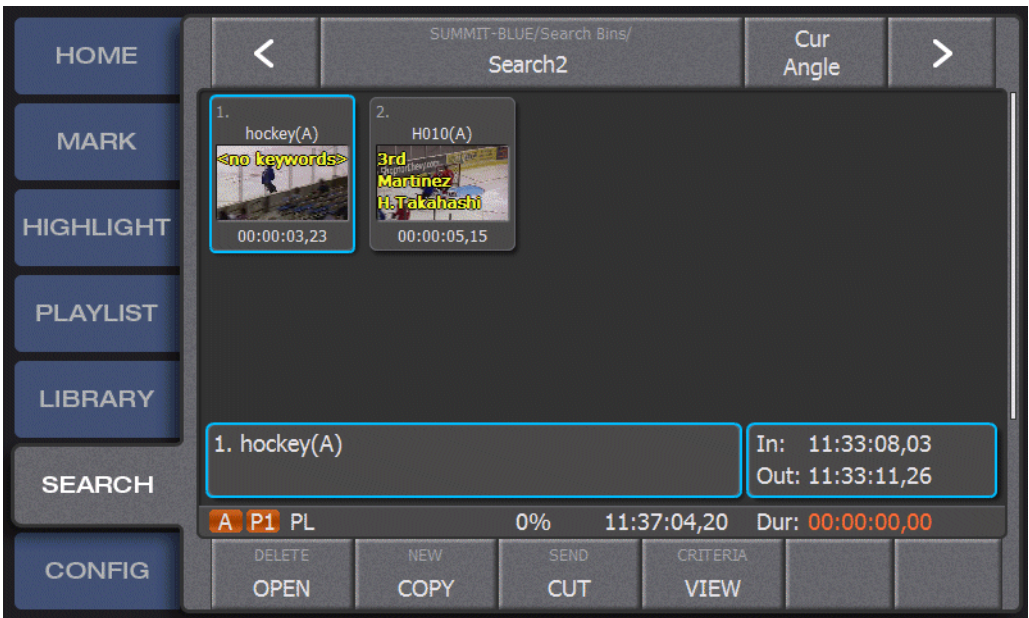 HOME
MARK
HIGHLIGHT
PLAYLIST
LIBRARY
SEARCH
CONFIG
SUMMIT-BLUE/Search Bins/
Search2
Cur
Angle
1.
hockey(A)
<no keywords>
00:00:03,23
2.
H010(A)
3rd
Martinez
H.Takahashi
00:00:05,15
1. hockey(A)
In: 11:33:08,03
Out: 11:33:11,26
A P1 PL 0% 11:37:04,20 Dur: 00:00:00,00
DELETE
OPEN
NEW
COPY
SEND
CUT
CRITERIA
VIEW